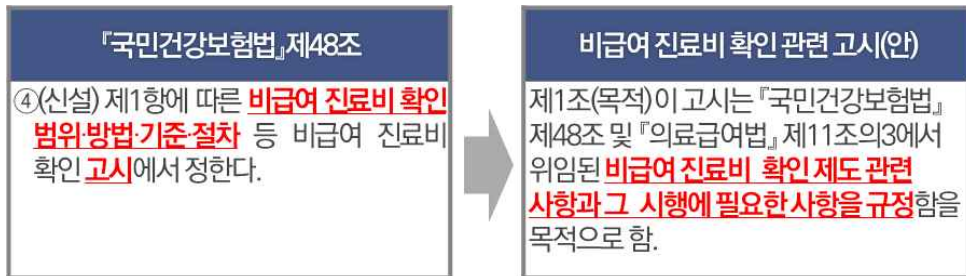 『국민건강보험법』제48조
④(신설) 제1항에 따른 비급여 진료비 확인
범위·방법·기준·절차 등 비급여 진료비
확인 고시에서 정한다.
비급여 진료비 확인 관련 고시(안)
제1조(목적) 이 고시는 『국민건강보험법』
제48조 및 『의료급여법』 제11조의3에서
위임된 비급여 진료비 확인 제도 관련
사항과 그 시행에 필요한 사항을 규정함을
목적으로 함.